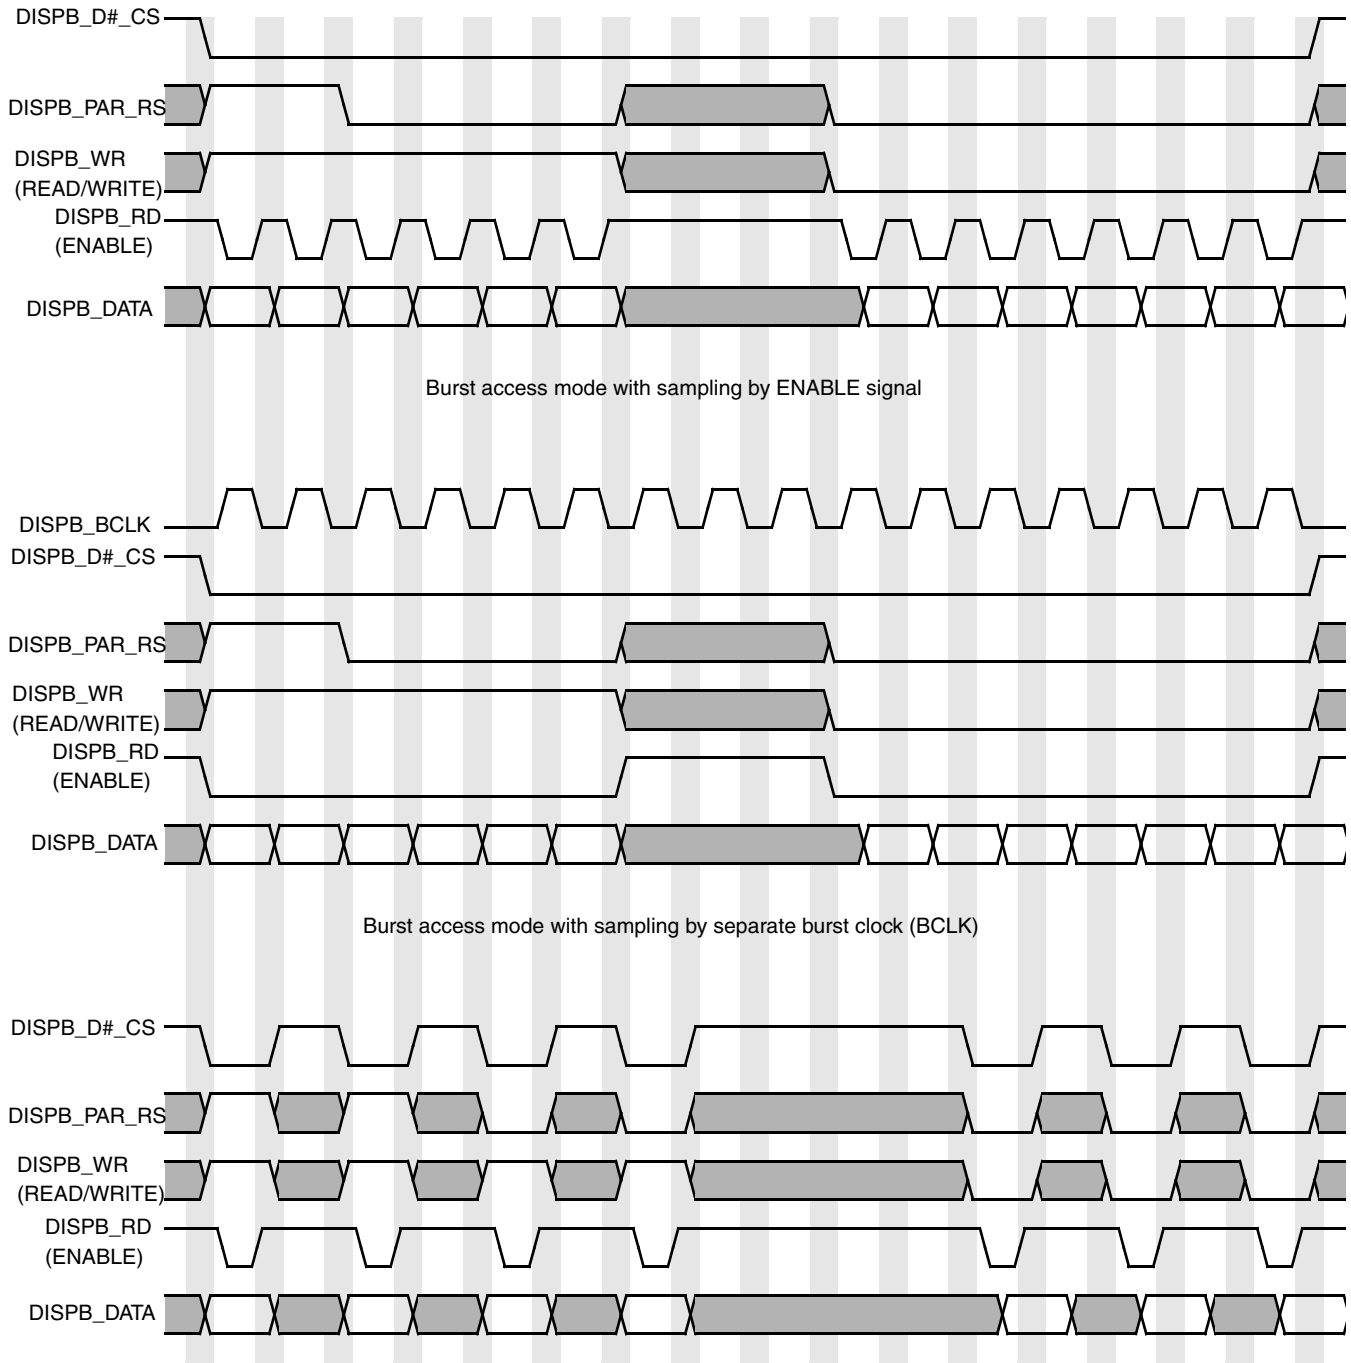 DISPB_D#_CS
DISPB_PAR_RS
DISPB_WR
(READ/WRITE)
DISPB_RD
(ENABLE)
DISPB_DATA
Burst access mode with sampling by ENABLE signal
DISPB_BCLK
DISPB_D#_CS
DISPB_PAR_RS
DISPB_WR
(READ/WRITE)
DISPB_RD
(ENABLE)
DISPB_DATA
Burst access mode with sampling by separate burst clock (BCLK)
DISPB_D#_CS
DISPB_PAR_RS
DISPB_WR
(READ/WRITE)
DISPB_RD
(ENABLE)
DISPB_DATA